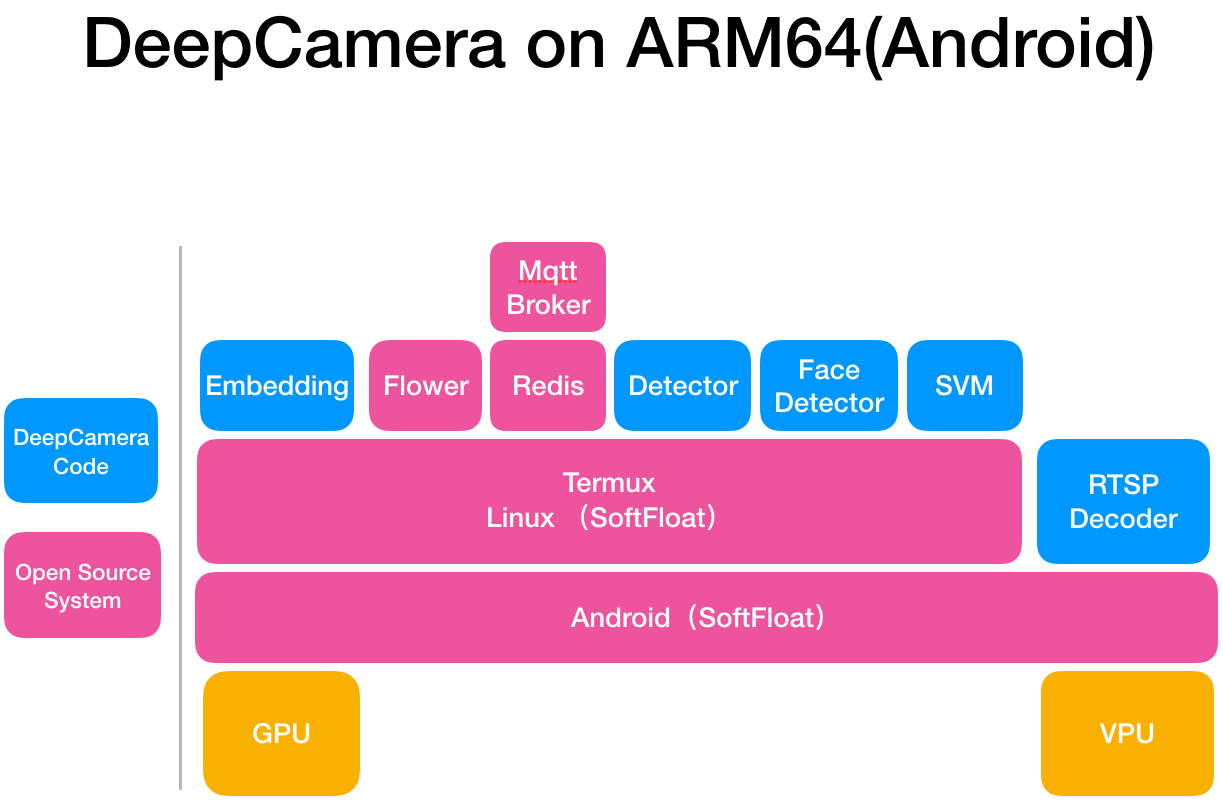 DeepCamera on ARM64(Android)
Mqtt
Broker
Embedding
Flower
Redis
Detector
Face
Detector
SVM
DeepCamera
Code
Termux
Linux （SoftFloat）
RTSP
Decoder
Open Source
System
Android（SoftFloat）
GPU
VPU